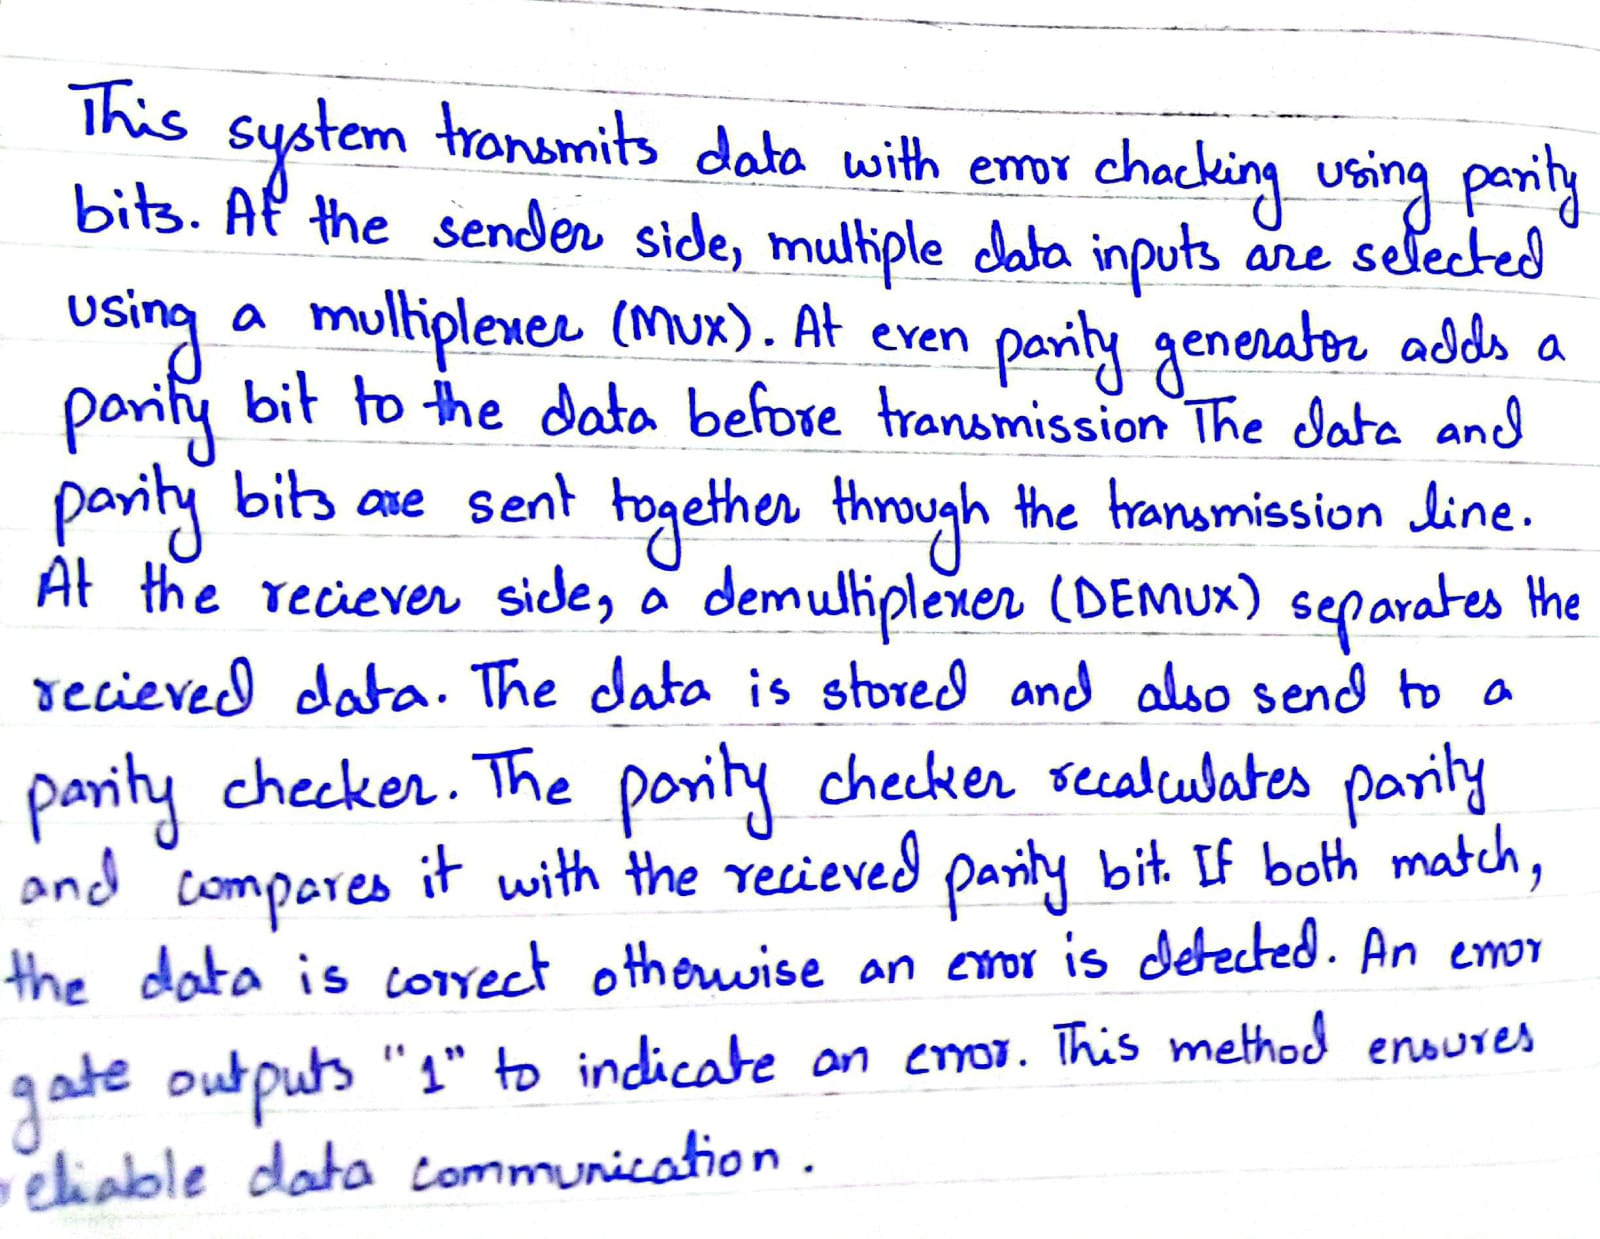 This system transmits data with error chacking using parity
bits. At the sender side, multiple data inputs are selected
using a multiplexer (MUX). At even parity generator adds a
parity bit to the data before transmission The data and
parity bits are sent together through the transmission line.
At the reciever side, a demultiplexer (DEMUX) separates the
recieved data. The data is stored and also send to a
parity checker. The parity checker recalculates parity
and compares it with the recieved parity bit. If both match,
the data is correct otherwise an error is detected. An error
gate outputs "1" to indicate an error. This method ensures
reliable data communication.